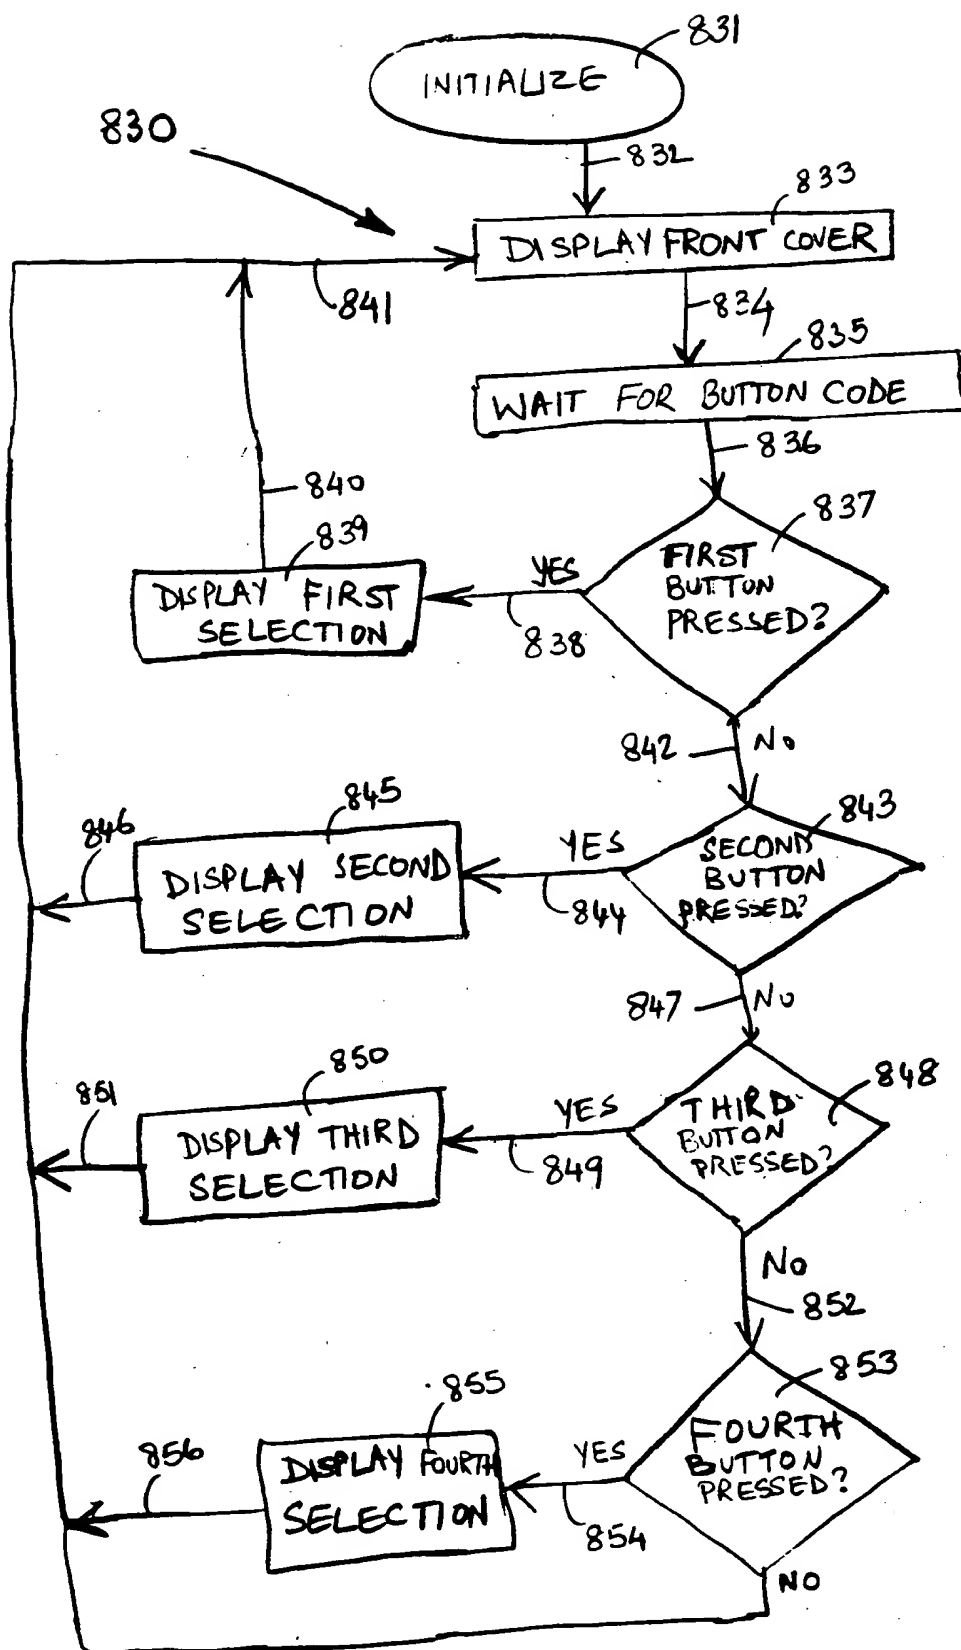 831
INITIALIZE
830
832
833
DISPLAY FRONT COVER
841
834
835
WAIT FOR BUTTON CODE
836
840
837
839
FIRST
BUTTON
PRESSED?
YES
DISPLAY FIRST
SELECTION
838
842
NO
845
843
846
YES
SECOND
BUTTON
PRESSED?
DISPLAY SECOND
SELECTION
844
847
NO
850
848
851
YES
THIRD
BUTTON
PRESSED?
DISPLAY THIRD
SELECTION
849
NO
852
853
855
856
YES
FOURTH
BUTTON
PRESSED?
DISPLAY FOURTH
SELECTION
854
NO